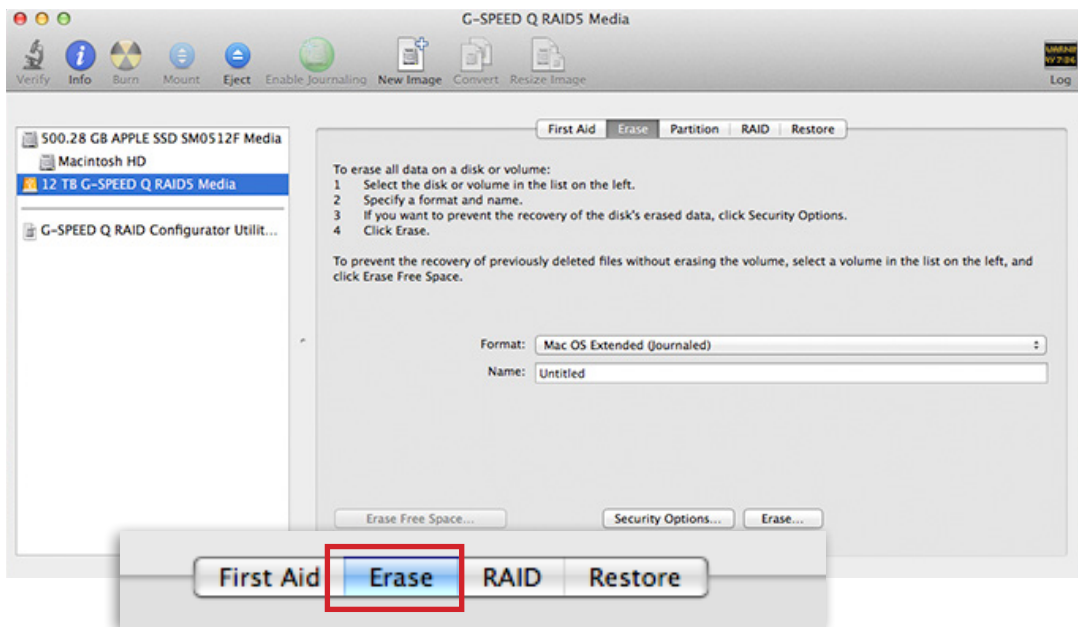 G-SPEED Q RAID5 Media
Verify Info Burn Mount Eject Enable Journaling New Image Convert Resize Image Log
WARNIN
First Aid Erase Partition RAID Restore
500.28 GB APPLE SSD SM0512F Media
Macintosh HD
12 TB G-SPEED Q RAID5 Media
G-SPEED Q RAID Configurator Utilit...
To erase all data on a disk or volume:
1 Select the disk or volume in the list on the left.
2 Specify a format and name.
3 If you want to prevent the recovery of the disk's erased data, click Security Options.
4 Click Erase.
To prevent the recovery of previously deleted files without erasing the volume, select a volume in the list on the left, and
click Erase Free Space.
Format: Mac OS Extended (Journaled)
Name: Untitled
Erase Free Space... Security Options... Erase...
First Aid Erase RAID Restore